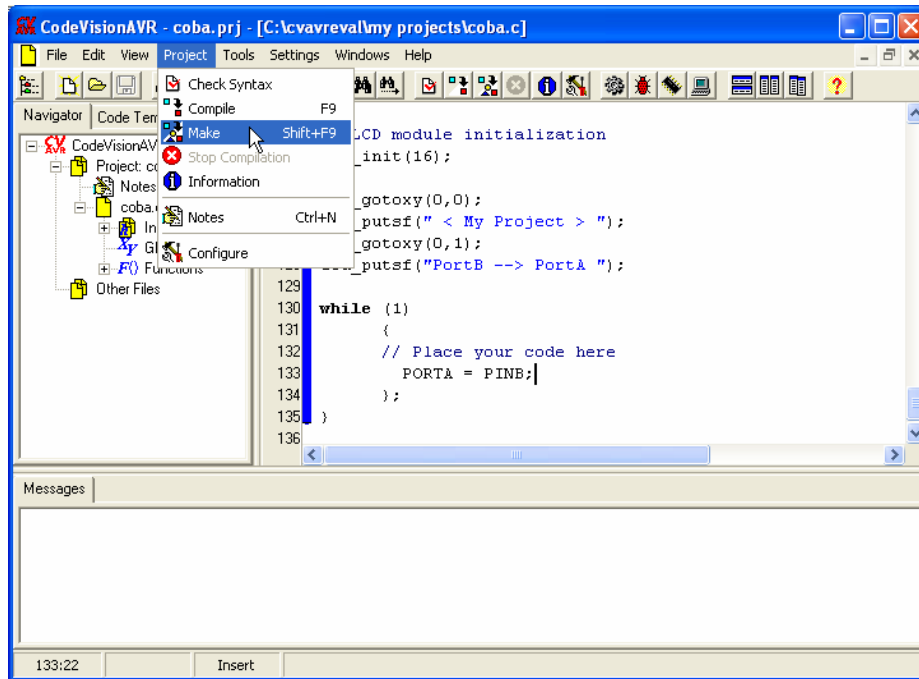 CodeVisionAVR - coba.prj - [C:\cvavreval\my projects\coba.c]
File Edit View Project Tools Settings Windows Help
Check Syntax
Compile F9
Make Shift+F9
Stop Compilation
Information
Notes Ctrl+N
Configure
Navigator Code Ter
CodeVisionAV
Project: co
Notes
coba.
In
Gl
Functions
Other Files
LCD module initialization
_init(16);
_gotoxy(0,0);
_putsf(" < My Project > ");
_gotoxy(0,1);
_putsf("PortB --> PortA ");
129
130 while (1)
131 {
132 // Place your code here
133 PORTA = PINB;
134 };
135 }
136
Messages
133:22 Insert